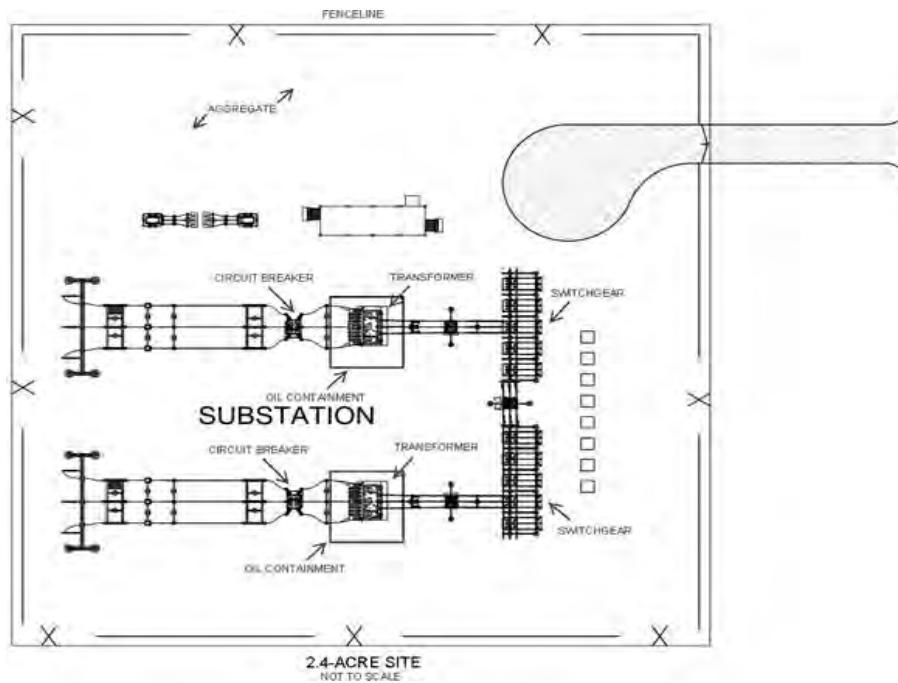 FENCELINE
AGGREGATE
CIRCUIT BREAKER
TRANSFORMER
SWITCHGEAR
OIL CONTAINMENT
SUBSTATION
CIRCUIT BREAKER
TRANSFORMER
SWITCHGEAR
OIL CONTAINMENT
2.4-ACRE SITE
NOT TO SCALE